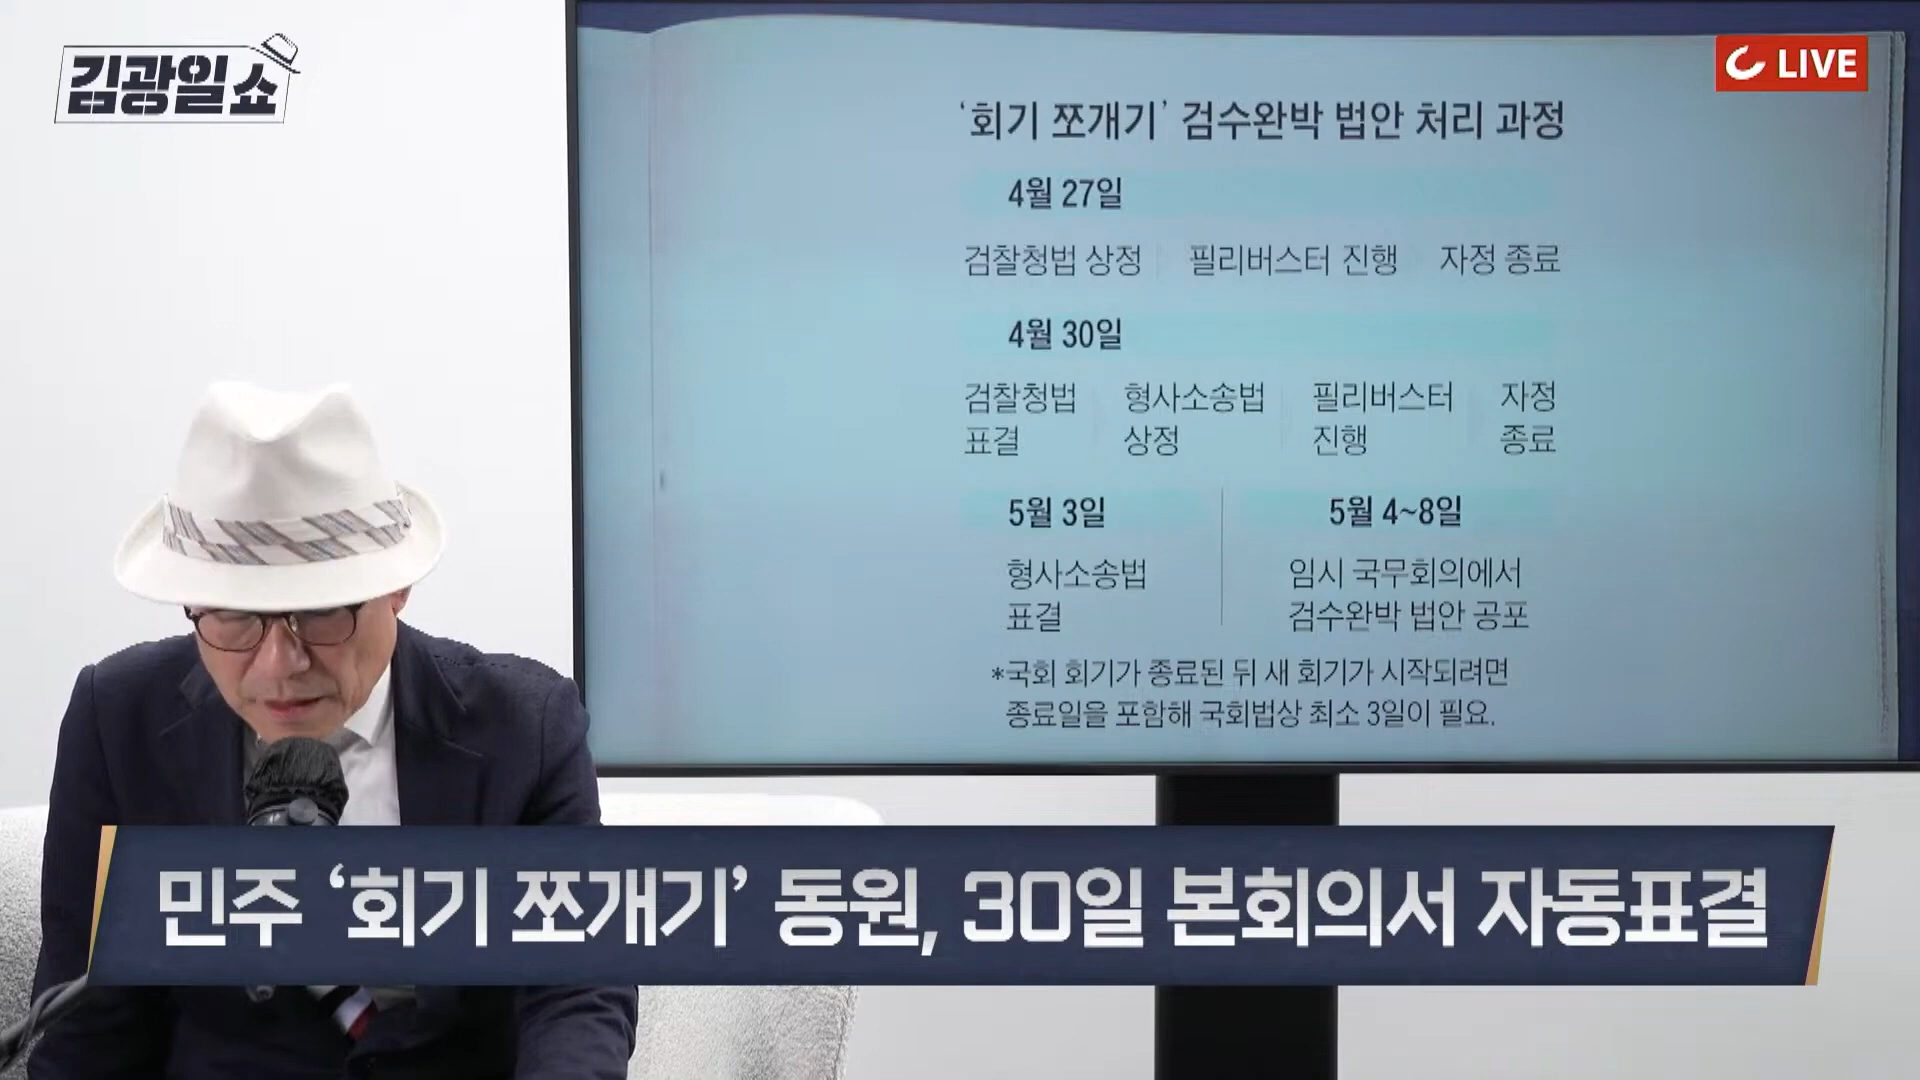 김광일쇼
LIVE
‘회기 쪼개기’ 검수완박 법안 처리 과정
4월 27일
검찰청법 상정 필리버스터 진행 자정 종료
4월 30일
검찰청법 형사소송법 필리버스터 자정
표결 상정 진행 종료
5월 3일 5월 4~8일
형사소송법 임시 국무회의에서
표결 검수완박 법안 공포
*국회 회기가 종료된 뒤 새 회기가 시작되려면
종료일을 포함해 국회법상 최소 3일이 필요.
민주 ‘회기 쪼개기’ 동원, 30일 본회의서 자동표결